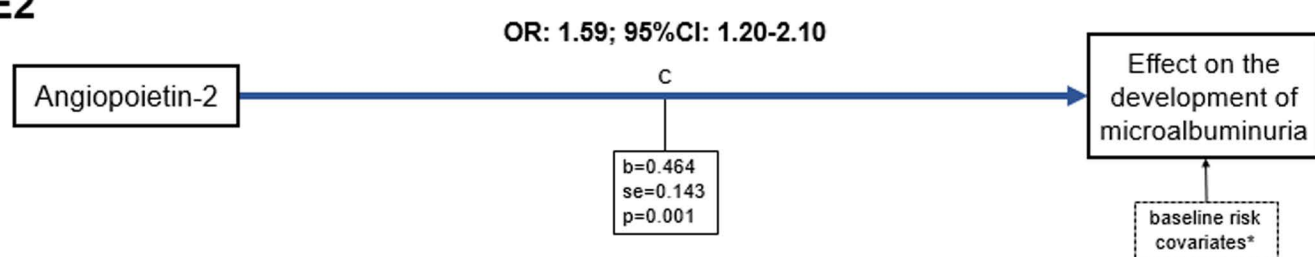 E2
OR: 1.59; 95%CI: 1.20-2.10
C
Angiopoietin-2
Effect on the
development of
microalbuminuria
b=0.464
se=0.143
p=0.001
baseline risk
covariates*